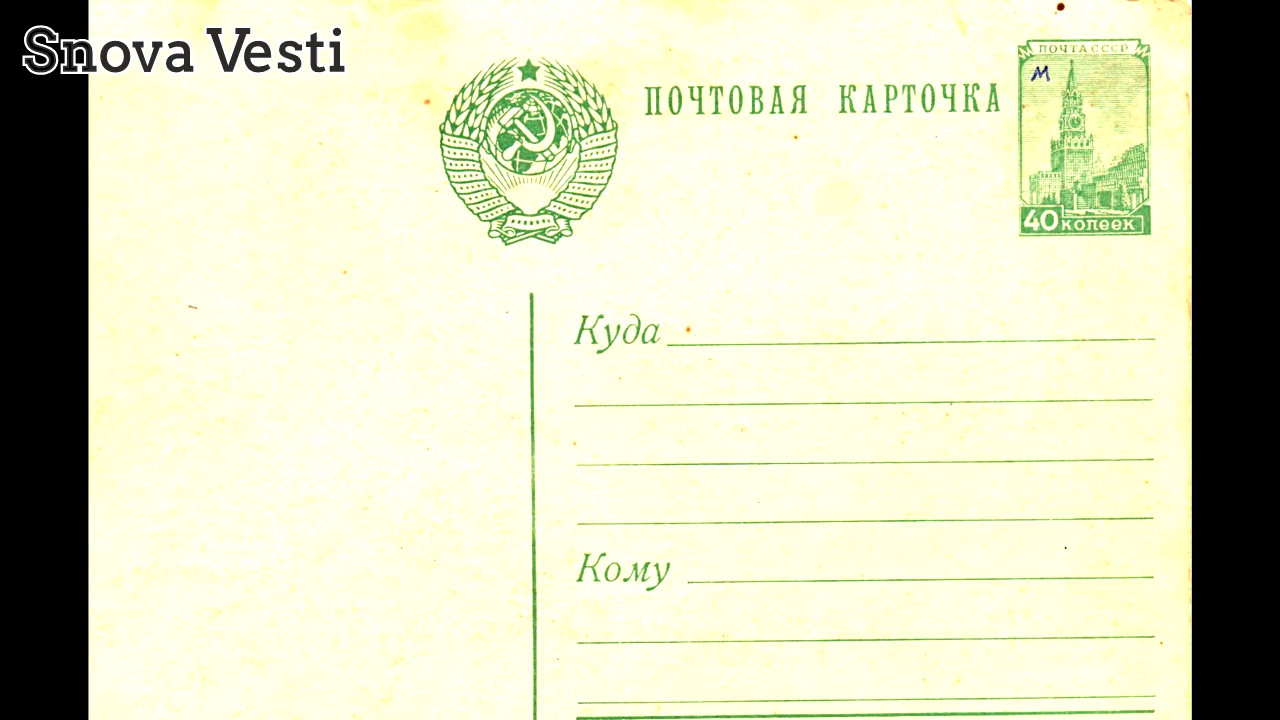 Snova Vesti
ПОЧТОВАЯ КАРТОЧКА
ПОЧТА СССР
м
40 копеек
Куда
Кому